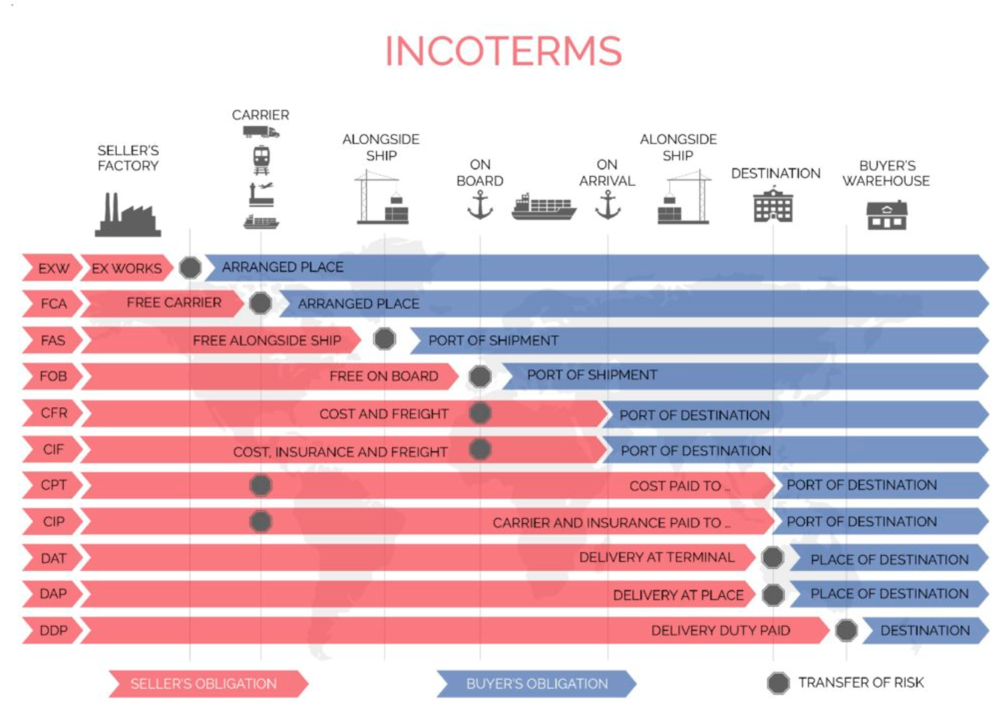 INCOTERMS
CARRIER
SELLER'S
FACTORY
ALONGSIDE
SHIP
ON
BOARD
ON
ARRIVAL
ALONGSIDE
SHIP
DESTINATION
BUYER'S
WAREHOUSE
EXW EX WORKS ARRANGED PLACE
FCA FREE CARRIER ARRANGED PLACE
FAS FREE ALONGSIDE SHIP PORT OF SHIPMENT
FOB FREE ON BOARD PORT OF SHIPMENT
CFR COST AND FREIGHT PORT OF DESTINATION
CIF COST, INSURANCE AND FREIGHT PORT OF DESTINATION
CPT COST PAID TO ... PORT OF DESTINATION
CIP CARRIER AND INSURANCE PAID TO ... PORT OF DESTINATION
DAT DELIVERY AT TERMINAL PLACE OF DESTINATION
DAP DELIVERY AT PLACE PLACE OF DESTINATION
DDP DELIVERY DUTY PAID DESTINATION
SELLER'S OBLIGATION BUYER'S OBLIGATION TRANSFER OF RISK